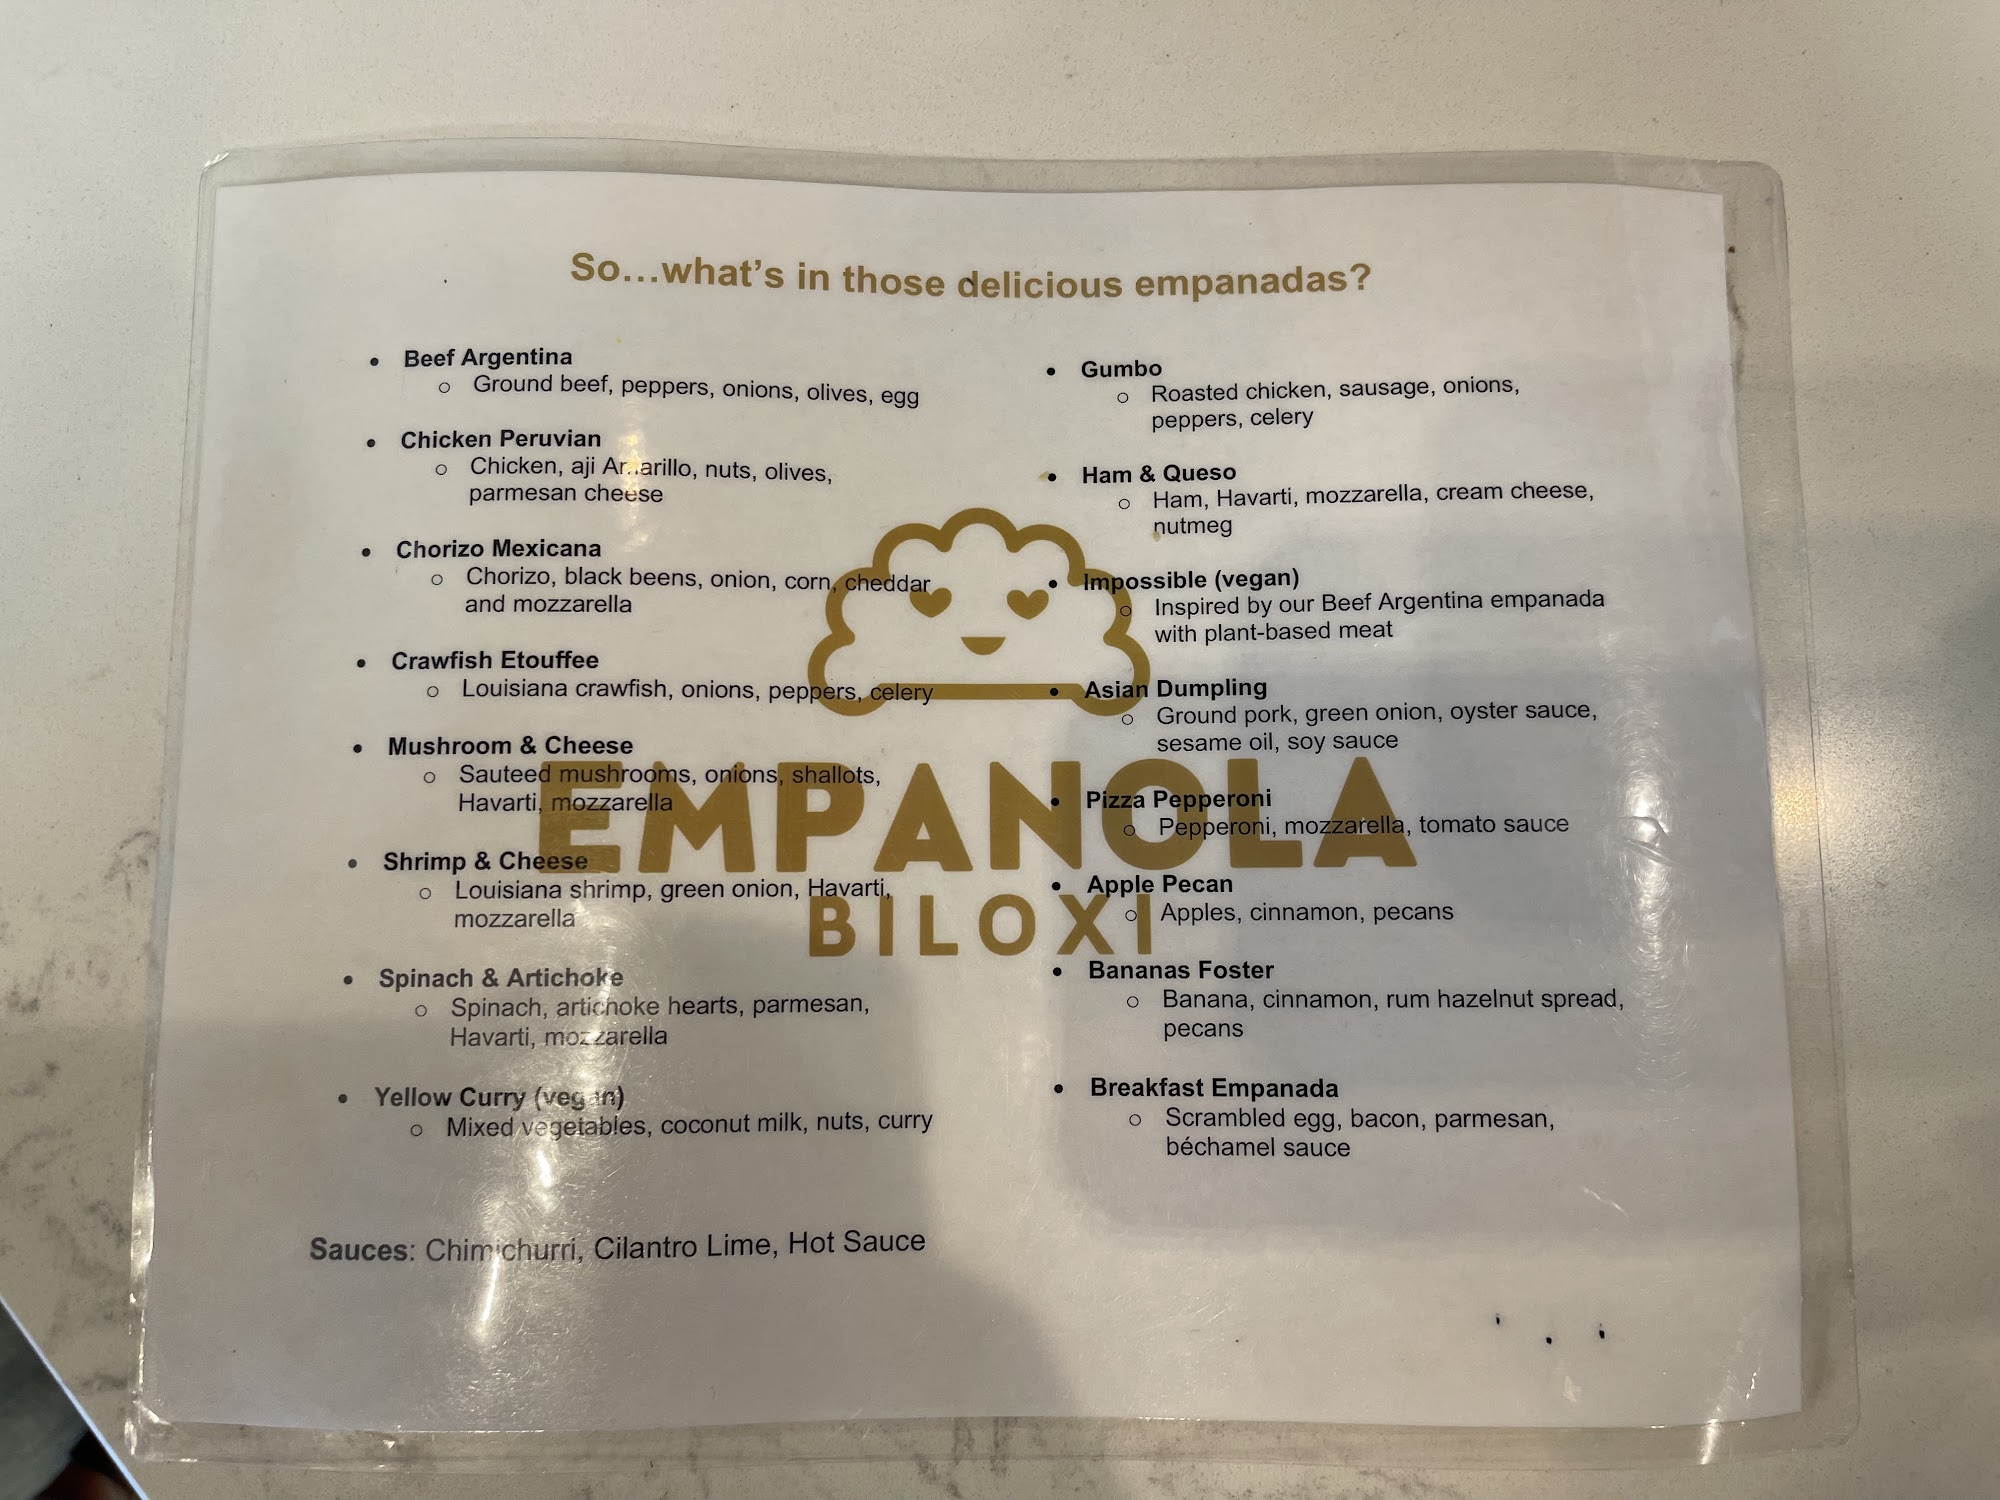 So...what's in those delicious empanadas?
• Beef Argentina
o Ground beef, peppers, onions, olives, egg
• Chicken Peruvian
o Chicken, aji Amarillo, nuts, olives,
parmesan cheese
• Chorizo Mexicana
o Chorizo, black beens, onion, corn, cheddar
and mozzarella
• Crawfish Etouffee
o Louisiana crawfish, onions, peppers, celery
• Mushroom & Cheese
o Sauteed mushrooms, onions, shallots,
Havarti, mozzarella
• Shrimp & Cheese
o Louisiana shrimp, green onion, Havarti,
mozzarella
• Spinach & Artichoke
o Spinach, artichoke hearts, parmesan,
Havarti, mozzarella
• Yellow Curry (vegan)
o Mixed vegetables, coconut milk, nuts, curry
Sauces: Chimichurri, Cilantro Lime, Hot Sauce
• Gumbo
o Roasted chicken, sausage, onions,
peppers, celery
• Ham & Queso
o Ham, Havarti, mozzarella, cream cheese,
nutmeg
• Impossible (vegan)
o Inspired by our Beef Argentina empanada
with plant-based meat
• Asian Dumpling
o Ground pork, green onion, oyster sauce,
sesame oil, soy sauce
• Pizza Pepperoni
o Pepperoni, mozzarella, tomato sauce
• Apple Pecan
o Apples, cinnamon, pecans
• Bananas Foster
o Banana, cinnamon, rum hazelnut spread,
pecans
• Breakfast Empanada
o Scrambled egg, bacon, parmesan,
béchamel sauce
EMPANOLA
BILOXI